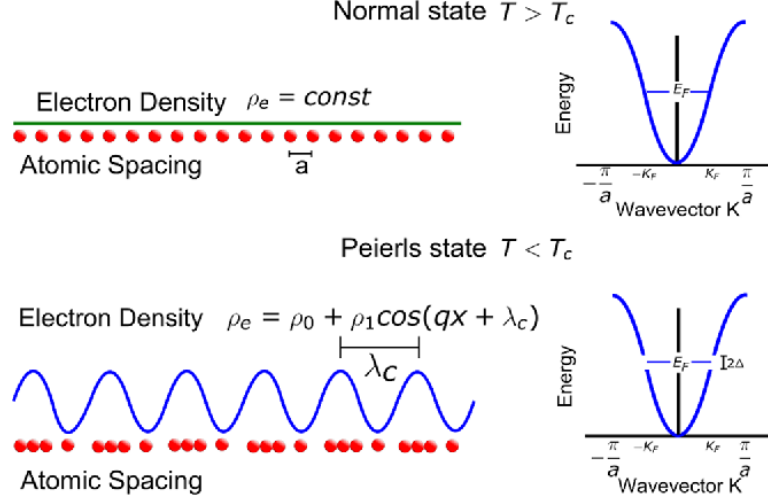 Normal state T > T_c
Electron Density ρ_e = const
Atomic Spacing
a
Energy
E_F
-π/a
-K_F
K_F
π/a
Wavevector K
Peierls state T < T_c
Electron Density ρ_e = ρ_0 + ρ_1cos(qx + λ_c)
λ_c
Atomic Spacing
Energy
E_F
2Δ
-π/a
-K_F
K_F
π/a
Wavevector K